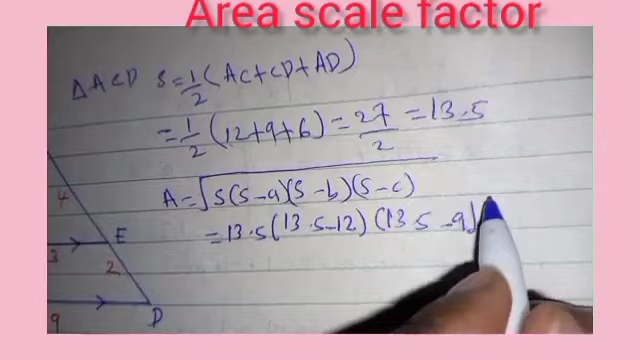 Area scale factor
△ACD S=1/2(AC+CD+AD)
=1/2(12+9+6)=27/2=13.5
A=√S(S-a)(S-b)(S-c)
=13.5(13.5-12)(13.5-9)
4
E
3
2
9
D